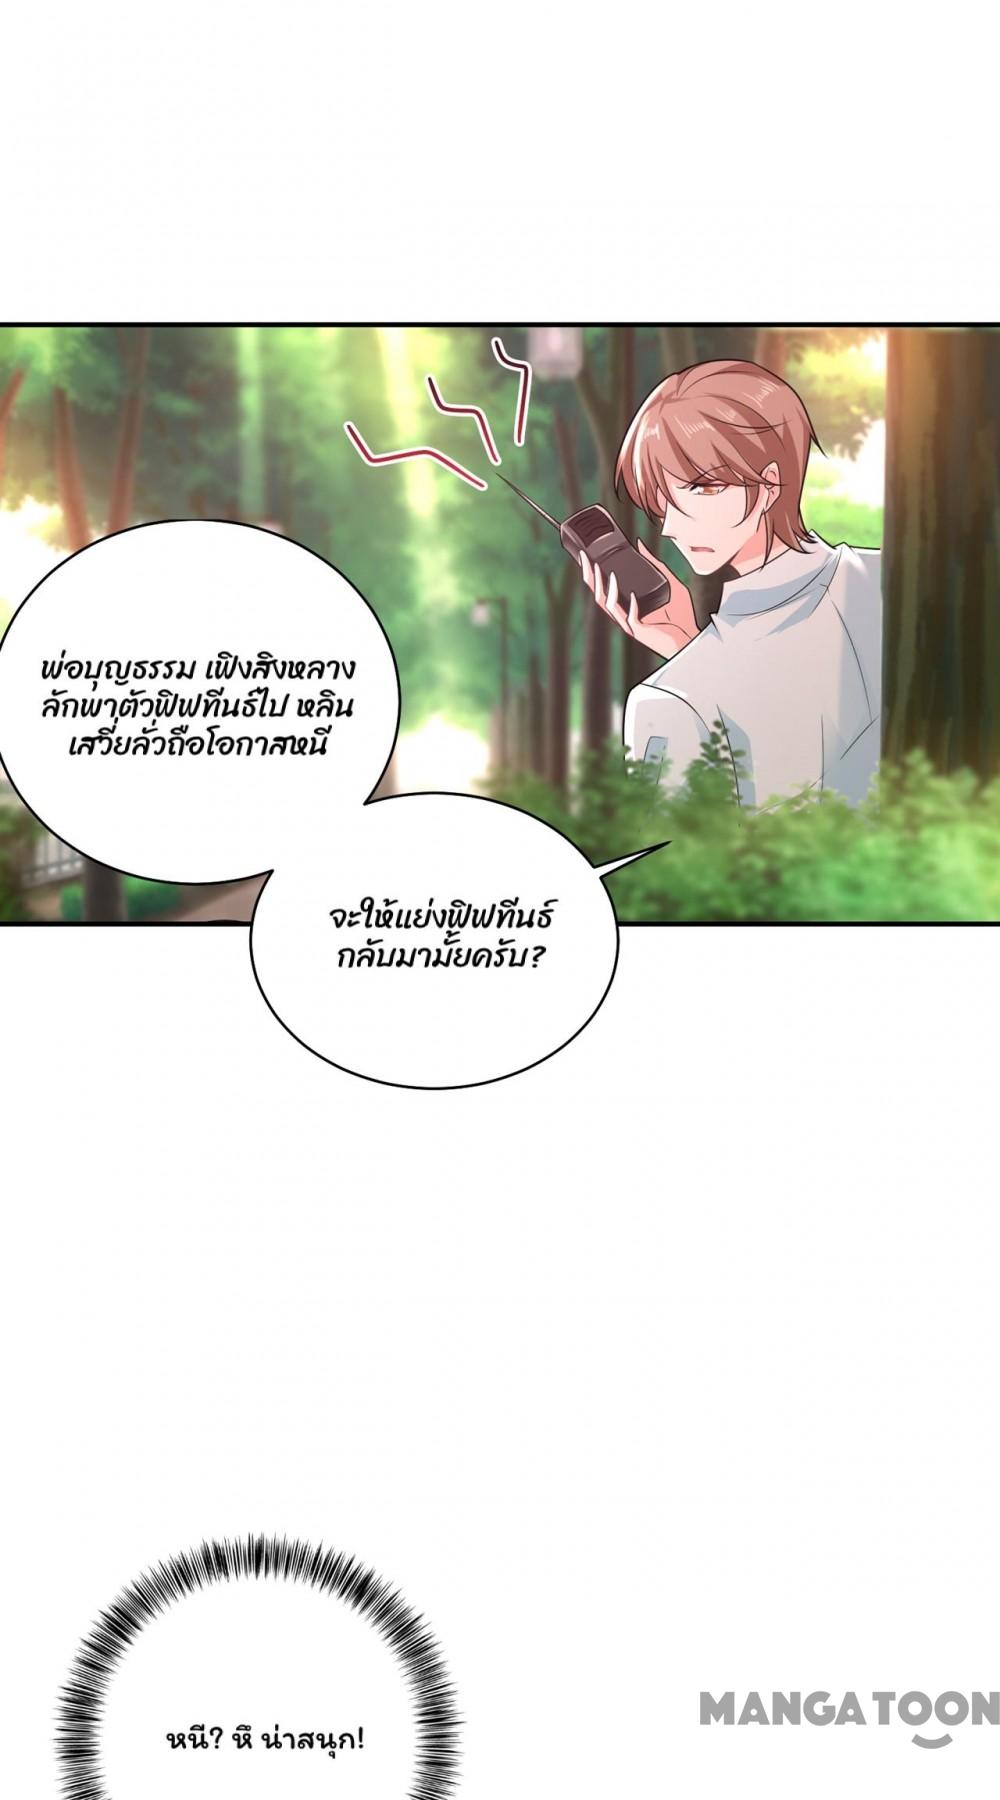 พ่อบุญธรรม เฟิงสิงหลาง
ลักพาตัวฟิฟทีนธ์ไป หลิน
เสวี่ยลั่วถือโอกาสหนี
จะให้แย่งฟิฟทีนธ์
กลับมามั้ยครับ?
MANGATOON
หนี? หึ น่าสนุก!